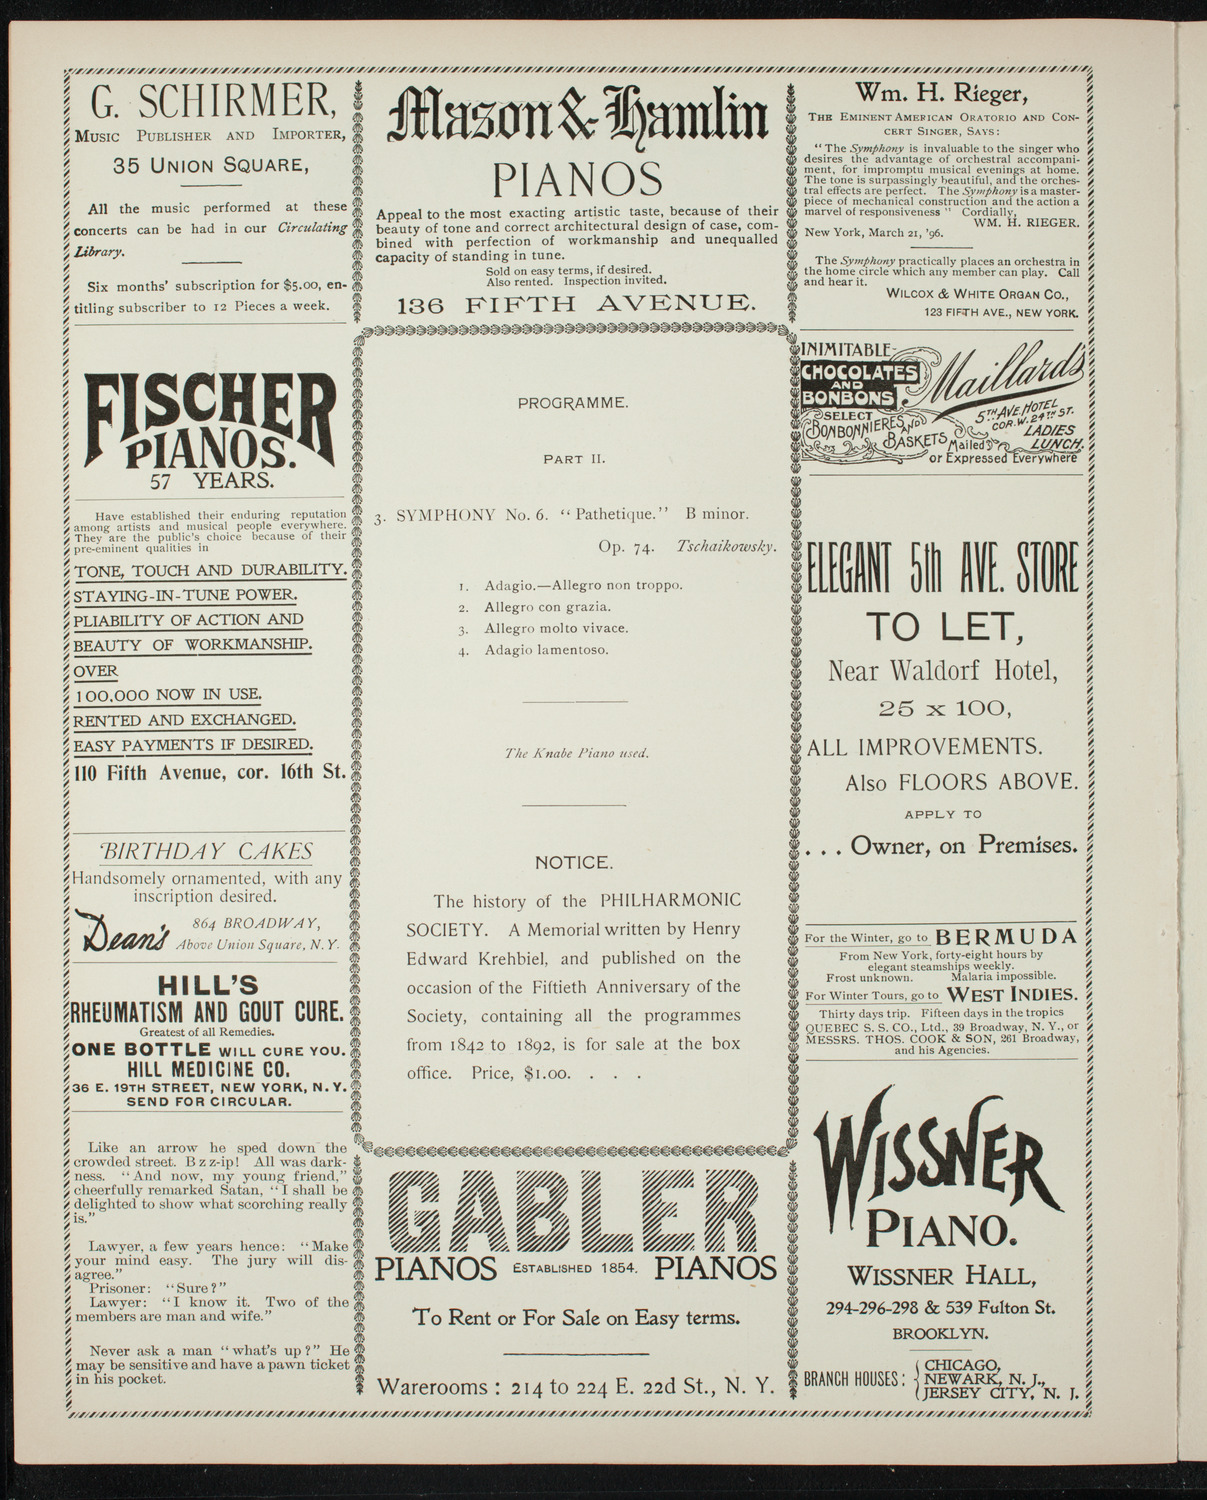 G. SCHIRMER,
MUSIC PUBLISHER AND IMPORTER,
35 UNION SQUARE,
All the music performed at these
concerts can be had in our Circulating
Library.
Six months' subscription for $5.00, en-
titling subscriber to 12 Pieces a week.
FISCHER
PIANOS.
57 YEARS.
Have established their enduring reputation
among artists and musical people everywhere.
They are the public's choice because of their
pre-eminent qualities in
TONE, TOUCH AND DURABILITY.
STAYING-IN-TUNE POWER.
PLIABILITY OF ACTION AND
BEAUTY OF WORKMANSHIP.
OVER
100,000 NOW IN USE.
RENTED AND EXCHANGED.
EASY PAYMENTS IF DESIRED.
110 Fifth Avenue, cor. 16th St.
BIRTHDAY CAKES
Handsomely ornamented, with any
inscription desired.
Dean's
864 BROADWAY,
Above Union Square, N. Y.
HILL'S
RHEUMATISM AND GOUT CURE.
Greatest of all Remedies.
ONE BOTTLE WILL CURE YOU.
HILL MEDICINE CO.
36 E. 19TH STREET, NEW YORK, N. Y.
SEND FOR CIRCULAR.
Like an arrow he sped down the
crowded street. B z z-ip! All was dark-
ness. "And now, my young friend,"
cheerfully remarked Satan, "I shall be
delighted to show what scorching really
is."
Lawyer, a few years hence: "Make
your mind easy. The jury will dis-
agree."
Prisoner: "Sure?"
Lawyer: "I know it. Two of the
members are man and wife."
Never ask a man "what's up?" He
may be sensitive and have a pawn ticket
in his pocket.
Mason & Hamlin
PIANOS
Appeal to the most exacting artistic taste, because of their
beauty of tone and correct architectural design of case, com-
bined with perfection of workmanship and unequalled
capacity of standing in tune.
Sold on easy terms, if desired.
Also rented. Inspection invited.
136 FIFTH AVENUE.
PROGRAMME.
PART II.
3. SYMPHONY No. 6. "Pathetique." B minor.
Op. 74. Tschaikowsky.
1. Adagio.—Allegro non troppo.
2. Allegro con grazia.
3. Allegro molto vivace.
4. Adagio lamentoso.
The Knabe Piano used.
NOTICE.
The history of the PHILHARMONIC
SOCIETY. A Memorial written by Henry
Edward Krehbiel, and published on the
occasion of the Fiftieth Anniversary of the
Society, containing all the programmes
from 1842 to 1892, is for sale at the box
office. Price, $1.00. . . .
GABLER
PIANOS ESTABLISHED 1854. PIANOS
To Rent or For Sale on Easy terms.
Warerooms: 214 to 224 E. 22d St., N. Y.
Wm. H. Rieger,
THE EMINENT AMERICAN ORATORIO AND CON-
CERT SINGER, SAYS:
"The Symphony is invaluable to the singer who
desires the advantage of orchestral accompani-
ment, for impromptu musical evenings at home.
The tone is surpassingly beautiful, and the orches-
tral effects are perfect. The Symphony is a master-
piece of mechanical construction and the action a
marvel of responsiveness" Cordially,
WM. H. RIEGER.
New York, March 21, '96.
The Symphony practically places an orchestra in
the home circle which any member can play. Call
and hear it.
WILCOX & WHITE ORGAN CO.,
123 FIFTH AVE., NEW YORK.
INIMITABLE
CHOCOLATES
AND
BONBONS
Maillard's
SELECT
BONBONNIERES AND
BASKETS
5TH AVE. HOTEL
COR. W. 24TH ST.
LADIES
LUNCH.
Mailed
or Expressed Everywhere
ELEGANT 5th AVE. STORE
TO LET,
Near Waldorf Hotel,
25 x 100,
ALL IMPROVEMENTS.
Also FLOORS ABOVE.
APPLY TO
. . . Owner, on Premises.
For the Winter, go to BERMUDA
From New York, forty-eight hours by
elegant steamships weekly.
Frost unknown. Malaria impossible.
For Winter Tours, go to WEST INDIES.
Thirty days trip. Fifteen days in the tropics
QUEBEC S. S. CO., Ltd., 39 Broadway, N. Y., or
MESSRS. THOS. COOK & SON, 261 Broadway,
and his Agencies.
WISSNER
PIANO.
WISSNER HALL,
294-296-298 & 539 Fulton St.
BROOKLYN.
BRANCH HOUSES: CHICAGO,
NEWARK, N. J.,
JERSEY CITY, N. J.